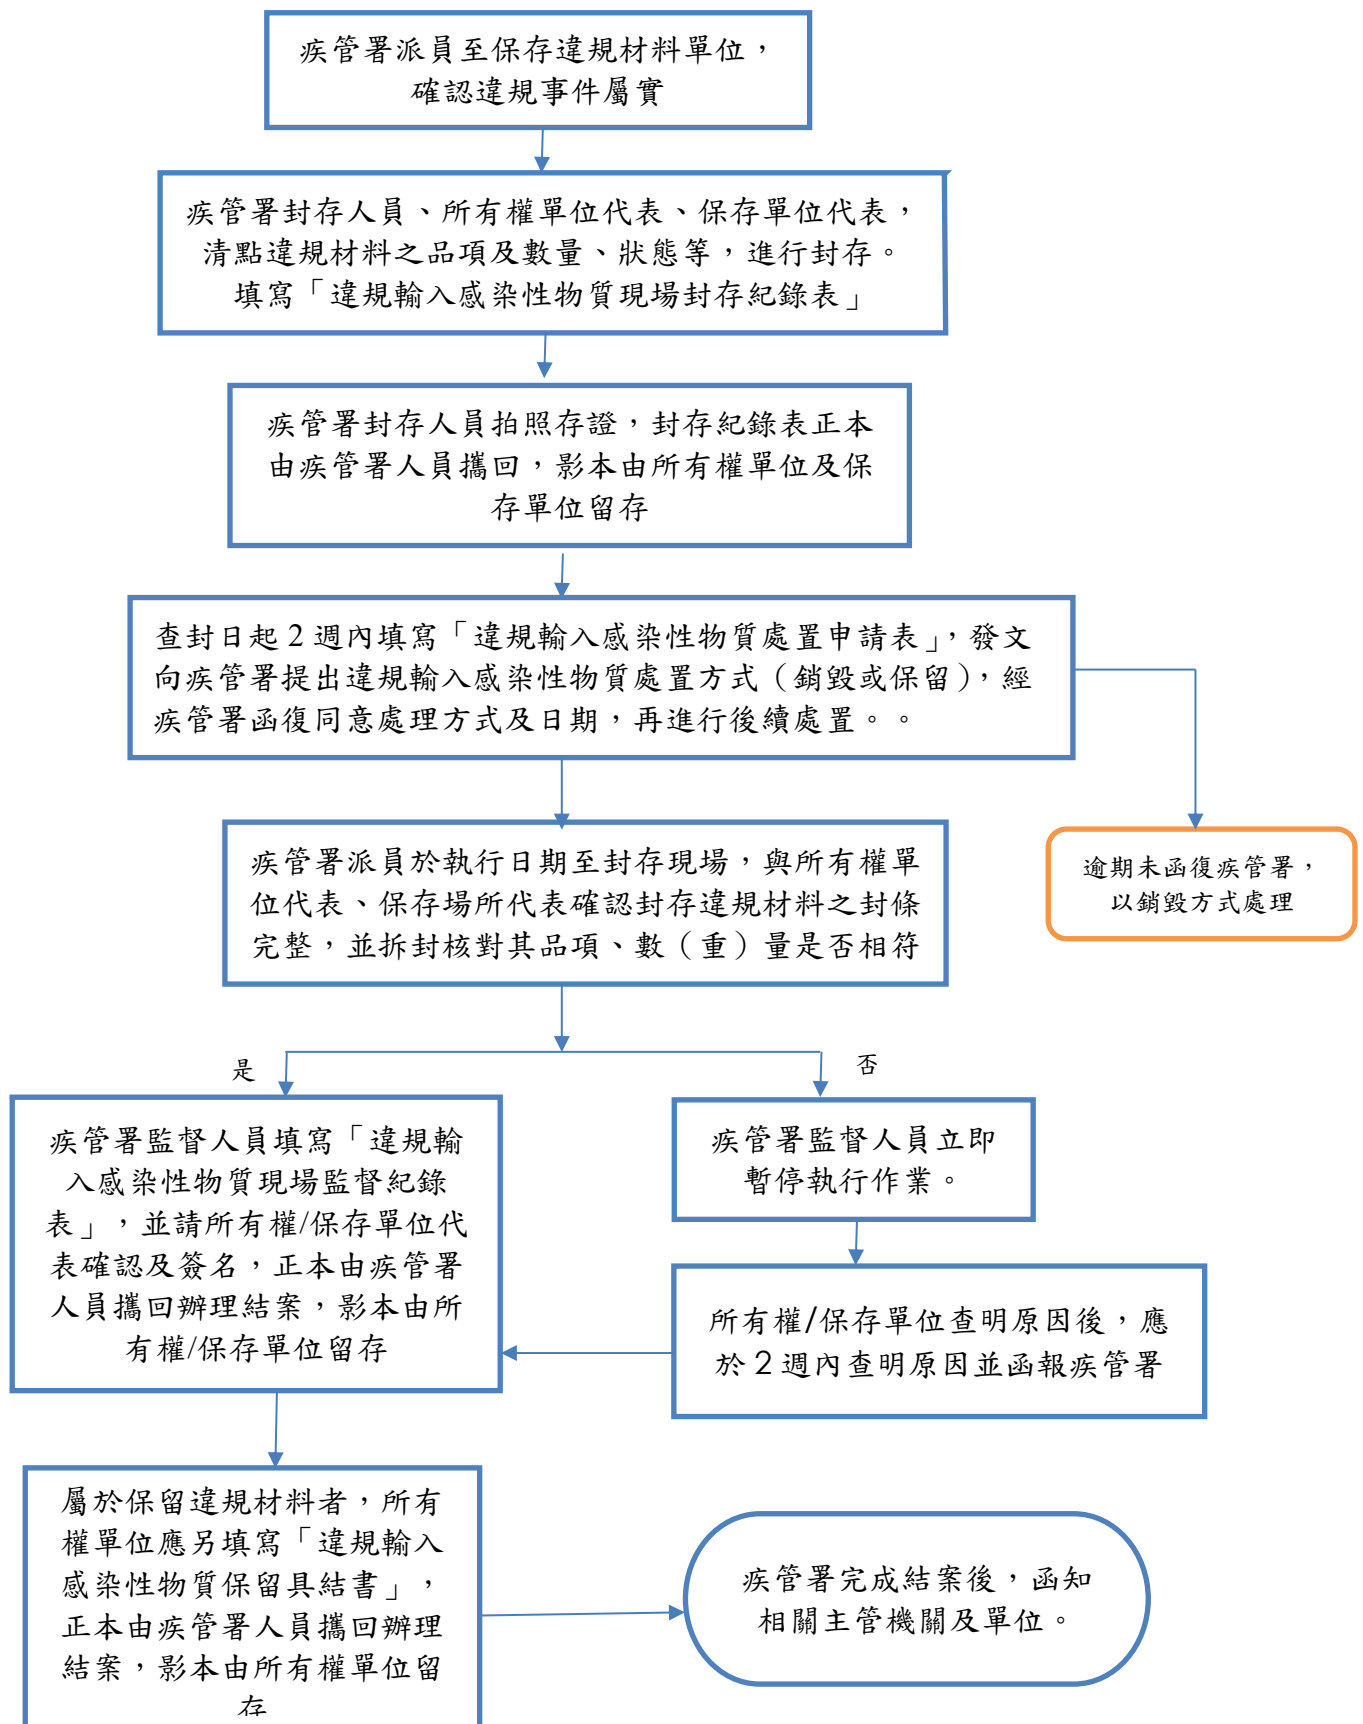 疾管署派員至保存違規材料單位，
確認違規事件屬實
疾管署封存人員、所有權單位代表、保存單位代表，
清點違規材料之品項及數量、狀態等，進行封存。
填寫「違規輸入感染性物質現場封存紀錄表」
疾管署封存人員拍照存證，封存紀錄表正本
由疾管署人員攜回，影本由所有權單位及保
存單位留存
查封日起 2 週內填寫「違規輸入感染性物質處置申請表」，發文
向疾管署提出違規輸入感染性物質處置方式（銷毀或保留），經
疾管署函復同意處理方式及日期，再進行後續處置。。
逾期未函復疾管署，
以銷毀方式處理
疾管署派員於執行日期至封存現場，與所有權單
位代表、保存場所代表確認封存違規材料之封條
完整，並拆封核對其品項、數（重）量是否相符
是
否
疾管署監督人員填寫「違規輸
入感染性物質現場監督紀錄
表」，並請所有權/保存單位代
表確認及簽名，正本由疾管署
人員攜回辦理結案，影本由所
有權/保存單位留存
疾管署監督人員立即
暫停執行作業。
所有權/保存單位查明原因後，應
於 2 週內查明原因並函報疾管署
屬於保留違規材料者，所有
權單位應另填寫「違規輸入
感染性物質保留具結書」，
正本由疾管署人員攜回辦理
結案，影本由所有權單位留
存
疾管署完成結案後，函知
相關主管機關及單位。